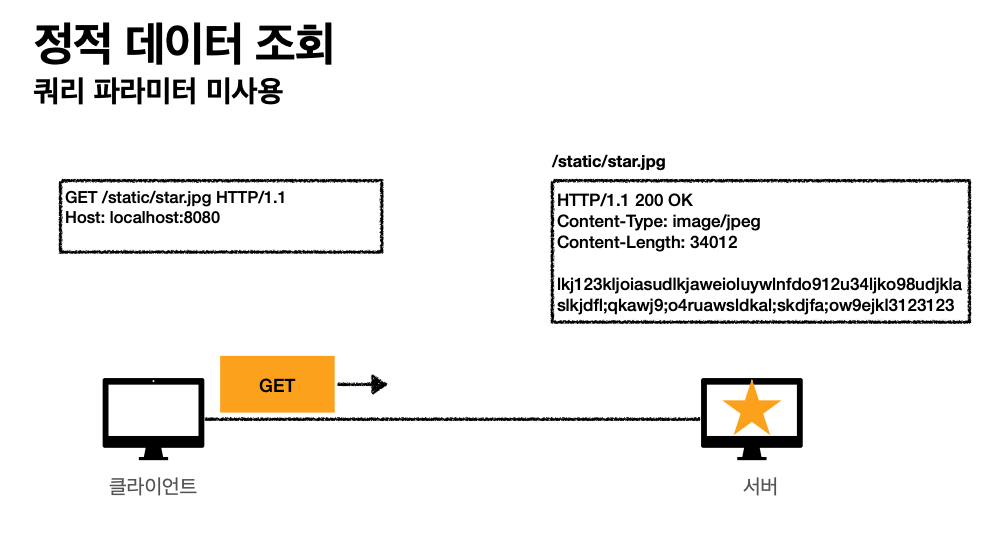 정적 데이터 조회
쿼리 파라미터 미사용
/static/star.jpg
GET /static/star.jpg HTTP/1.1
Host: localhost:8080
HTTP/1.1 200 OK
Content-Type: image/jpeg
Content-Length: 34012
lkj123kljoiasudlkjaweioluywlnfdo912u34ljko98udjkla
slkjdfl;qkawj9;o4ruawsldkal;skdjfa;ow9ejkl3123123
GET
클라이언트
서버